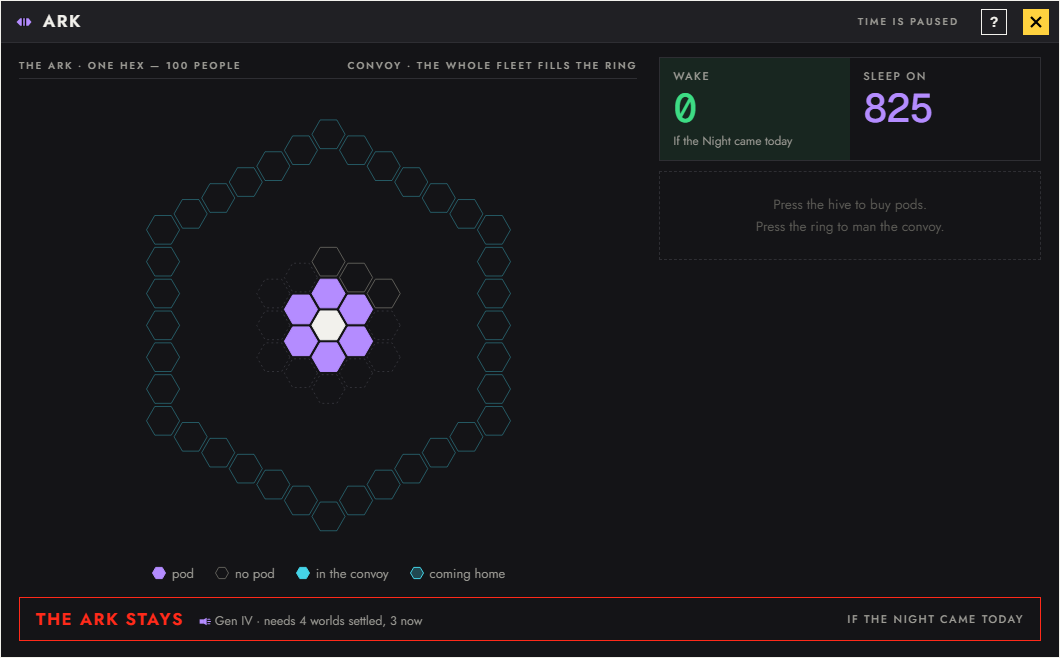 ARK
TIME IS PAUSED
?
THE ARK · ONE HEX — 100 PEOPLE
CONVOY · THE WHOLE FLEET FILLS THE RING
WAKE
0
If the Night came today
SLEEP ON
825
Press the hive to buy pods.
Press the ring to man the convoy.
pod
no pod
in the convoy
coming home
THE ARK STAYS
Gen IV · needs 4 worlds settled, 3 now
IF THE NIGHT CAME TODAY